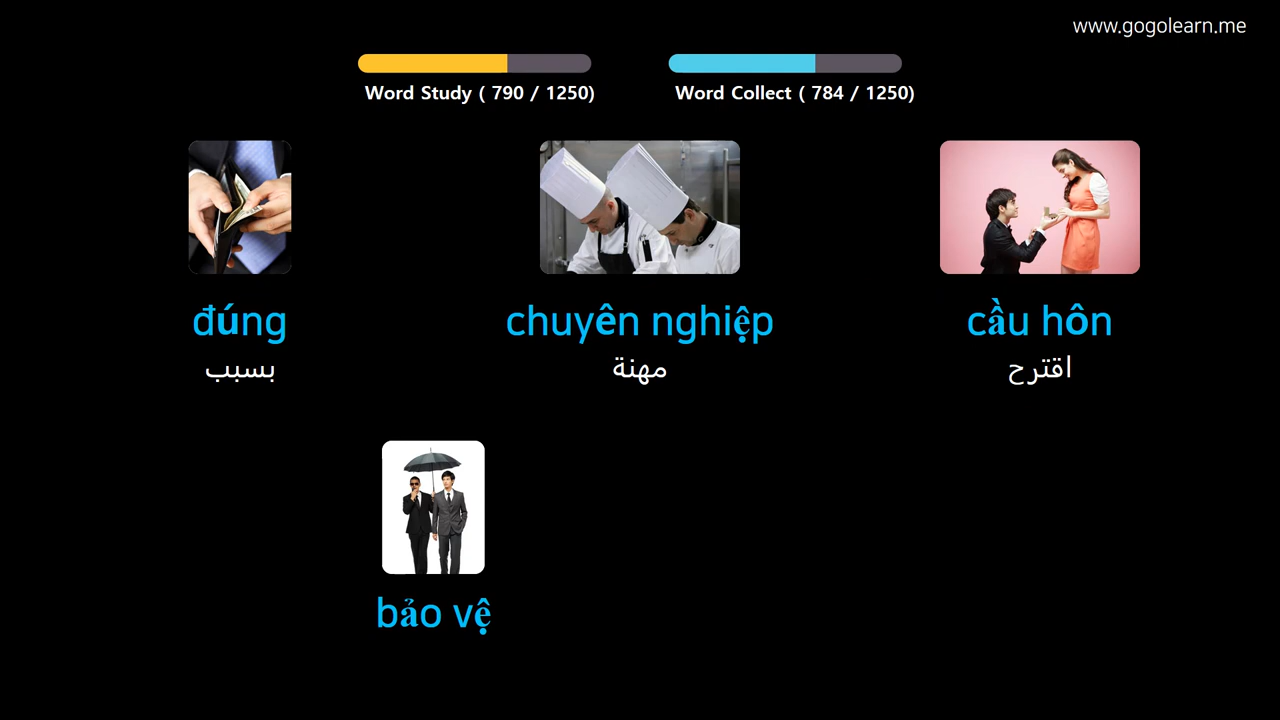 www.gogolearn.me
Word Study ( 790 / 1250)
Word Collect ( 784 / 1250)
đúng
chuyên nghiệp
cầu hôn
بسبب
مهنة
اقترح
bảo vệ